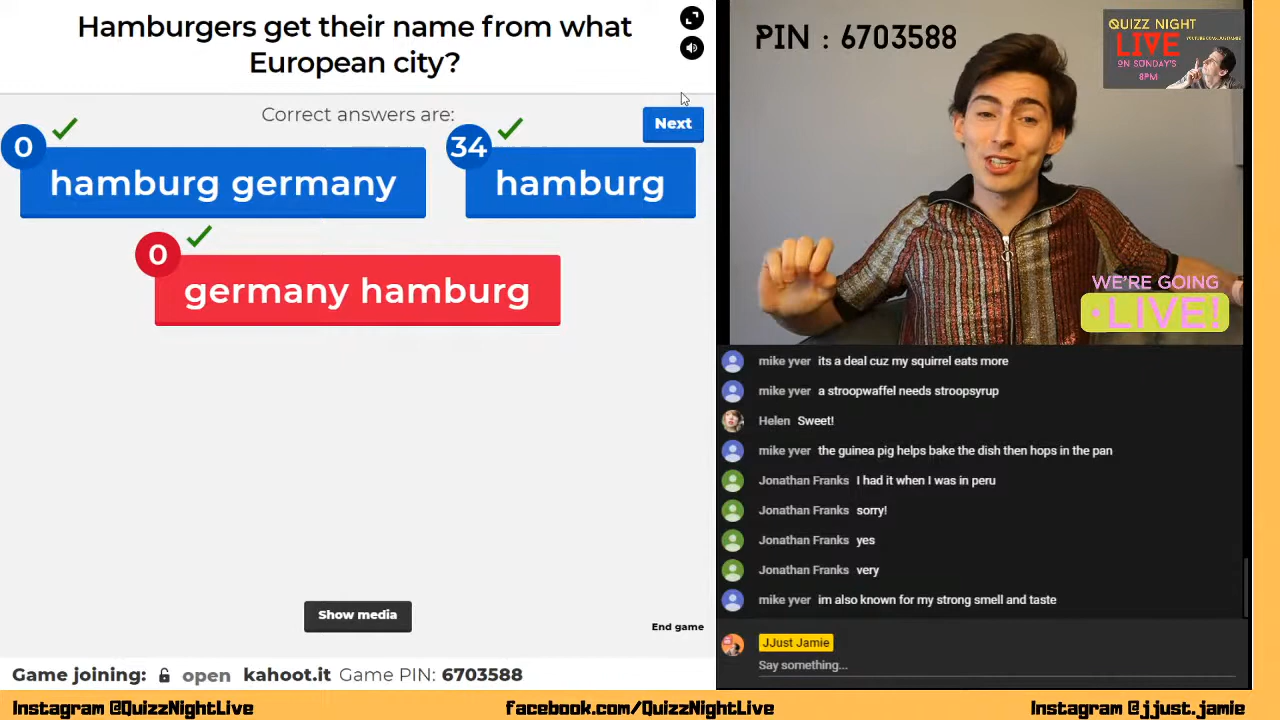 Hamburgers get their name from what
European city?
Correct answers are:
Next
0
hamburg germany
34
hamburg
0
germany hamburg
Show media
End game
Game joining: open kahoot.it Game PIN: 6703588
PIN : 6703588
QUIZZ NIGHT
LIVE
ON SUNDAY'S
8PM
WE'RE GOING
LIVE!
mike yver its a deal cuz my squirrel eats more
mike yver a stroopwaffel needs stroopsyrup
Helen Sweet!
mike yver the guinea pig helps bake the dish then hops in the pan
Jonathan Franks I had it when I was in peru
Jonathan Franks sorry!
Jonathan Franks yes
Jonathan Franks very
mike yver im also known for my strong smell and taste
JJust Jamie
Say something...
Instagram @QuizzNightLive
facebook.com/QuizzNightLive
Instagram @jjust.jamie